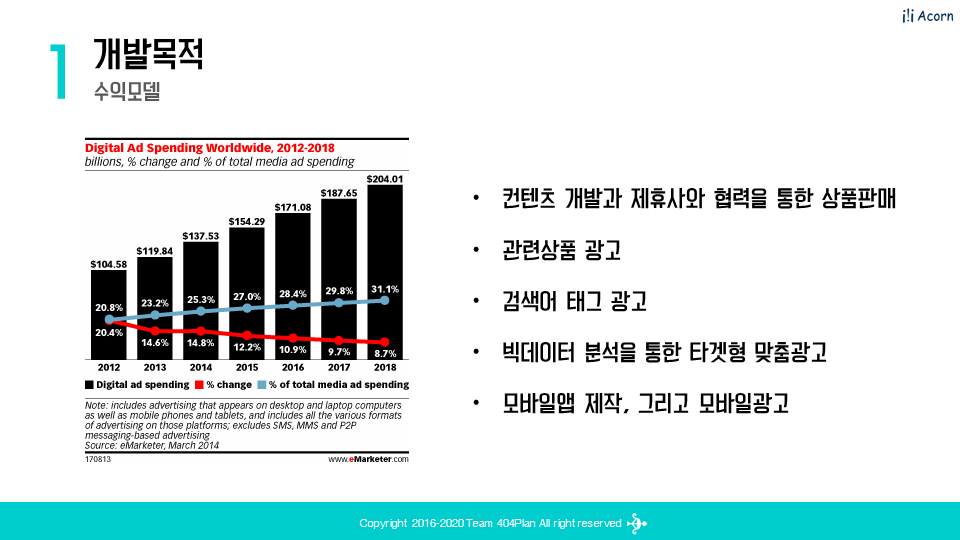 Acorn
1
개발목적
수익모델
Digital Ad Spending Worldwide, 2012-2018
billions, % change and % of total media ad spending
$104.58
$119.84
$137.53
$154.29
$171.08
$187.65
$204.01
20.8%
23.2%
25.3%
27.0%
28.4%
29.8%
31.1%
20.4%
14.6%
14.8%
12.2%
10.9%
9.7%
8.7%
2012 2013 2014 2015 2016 2017 2018
Digital ad spending % change % of total media ad spending
Note: includes advertising that appears on desktop and laptop computers
as well as mobile phones and tablets, and includes all the various formats
of advertising on those platforms; excludes SMS, MMS and P2P
messaging-based advertising
Source: eMarketer, March 2014
170813 www.eMarketer.com
• 컨텐츠 개발과 제휴사와 협력을 통한 상품판매
• 관련상품 광고
• 검색어 태그 광고
• 빅데이터 분석을 통한 타겟형 맞춤광고
• 모바일앱 제작, 그리고 모바일광고
Copyright 2016-2020 Team 404Plan All right reserved